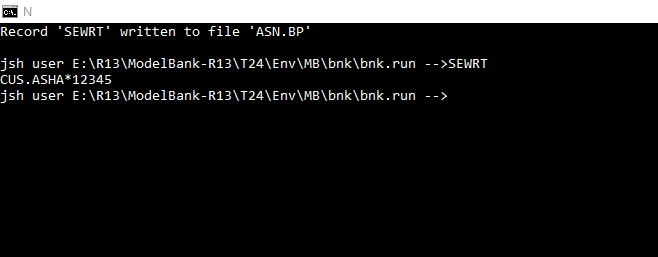 N
Record 'SEWRT' written to file 'ASN.BP'
jsh user E:\R13\ModelBank-R13\T24\Env\MB\bnk\bnk.run -->SEWRT
CUS.ASHA*12345
jsh user E:\R13\ModelBank-R13\T24\Env\MB\bnk\bnk.run -->